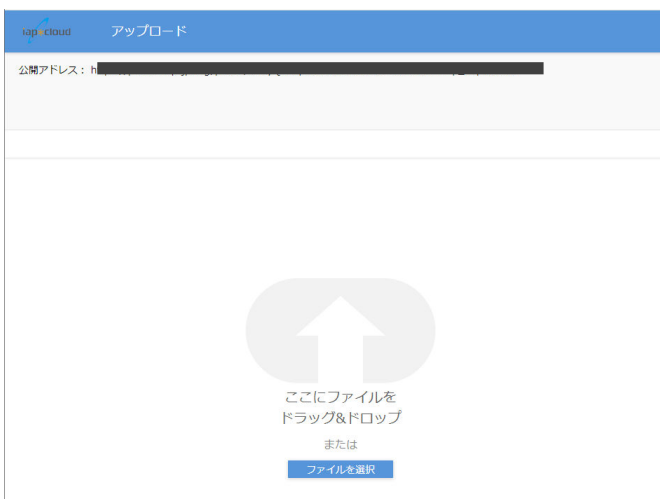 アップロード
公開アドレス： h
ここにファイルを
ドラッグ&ドロップ
または
ファイルを選択